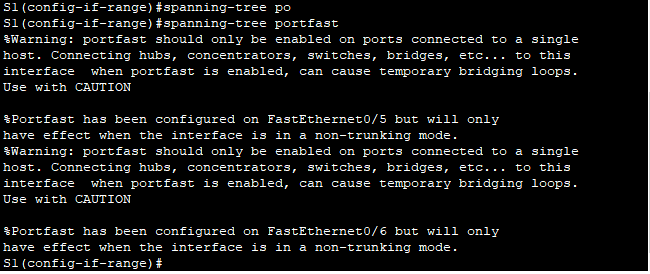 S1(config-if-range)#spanning-tree po
S1(config-if-range)#spanning-tree portfast
%Warning: portfast should only be enabled on ports connected to a single
host. Connecting hubs, concentrators, switches, bridges, etc... to this
interface  when portfast is enabled, can cause temporary bridging loops.
Use with CAUTION

%Portfast has been configured on FastEthernet0/5 but will only
have effect when the interface is in a non-trunking mode.
%Warning: portfast should only be enabled on ports connected to a single
host. Connecting hubs, concentrators, switches, bridges, etc... to this
interface  when portfast is enabled, can cause temporary bridging loops.
Use with CAUTION

%Portfast has been configured on FastEthernet0/6 but will only
have effect when the interface is in a non-trunking mode.
S1(config-if-range)#